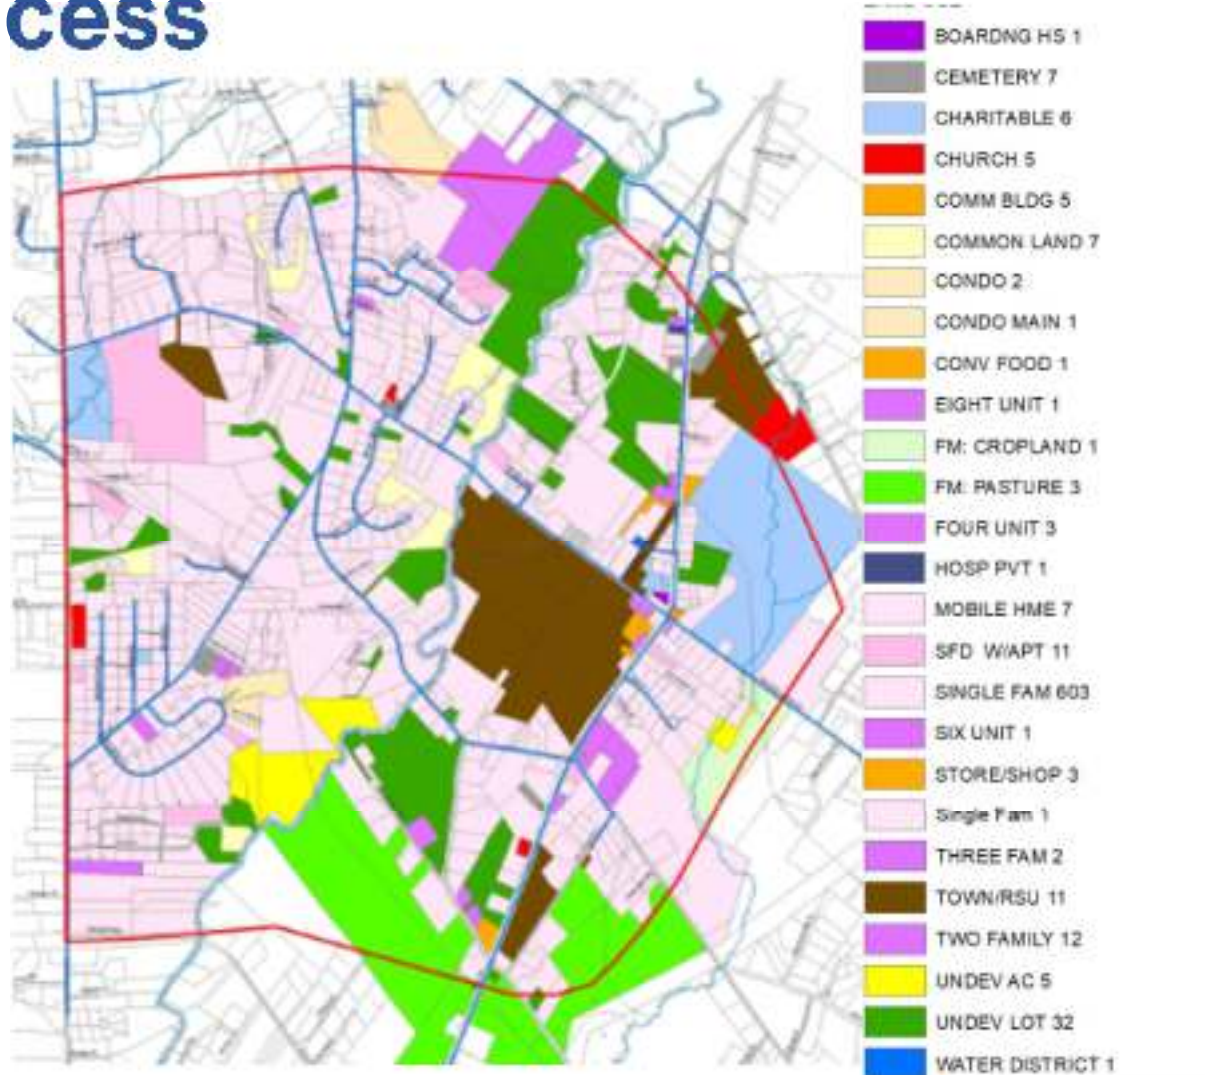 cess
BOARDNG HS 1
CEMETERY 7
CHARITABLE 6
CHURCH 5
COMM BLDG 5
COMMON LAND 7
CONDO 2
CONDO MAIN 1
CONV FOOD 1
EIGHT UNIT 1
FM: CROPLAND 1
FM: PASTURE 3
FOUR UNIT 3
HOSP PVT 1
MOBILE HME 7
SFD W/APT 11
SINGLE FAM 603
SIX UNIT 1
STORE/SHOP 3
Single Fam 1
THREE FAM 2
TOWN/RSU 11
TWO FAMILY 12
UNDEV AC 5
UNDEV LOT 32
WATER DISTRICT 1